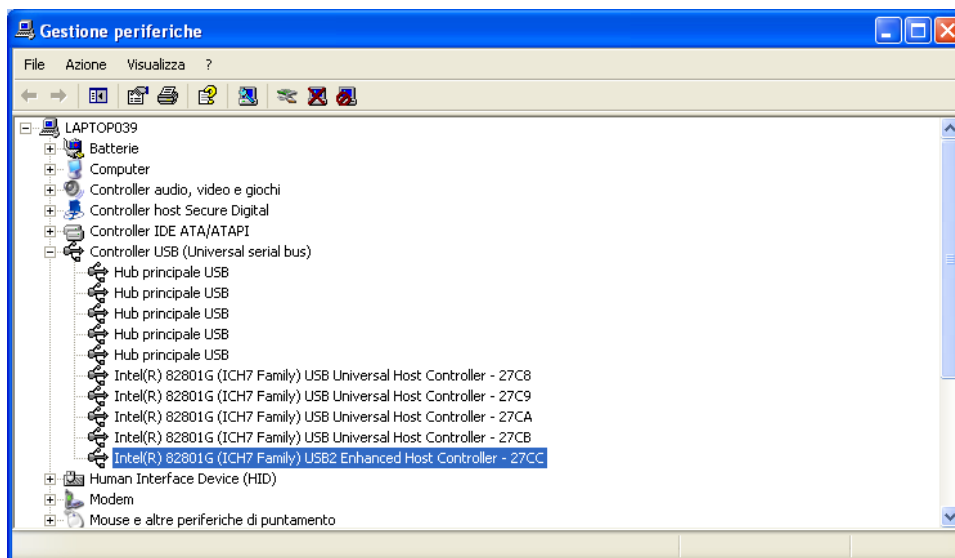 Gestione periferiche
File Azione Visualizza ?
LAPTOP039
Batterie
Computer
Controller audio, video e giochi
Controller host Secure Digital
Controller IDE ATA/ATAPI
Controller USB (Universal serial bus)
Hub principale USB
Hub principale USB
Hub principale USB
Hub principale USB
Hub principale USB
Intel(R) 82801G (ICH7 Family) USB Universal Host Controller - 27C8
Intel(R) 82801G (ICH7 Family) USB Universal Host Controller - 27C9
Intel(R) 82801G (ICH7 Family) USB Universal Host Controller - 27CA
Intel(R) 82801G (ICH7 Family) USB Universal Host Controller - 27CB
Intel(R) 82801G (ICH7 Family) USB2 Enhanced Host Controller - 27CC
Human Interface Device (HID)
Modem
Mouse e altre periferiche di puntamento